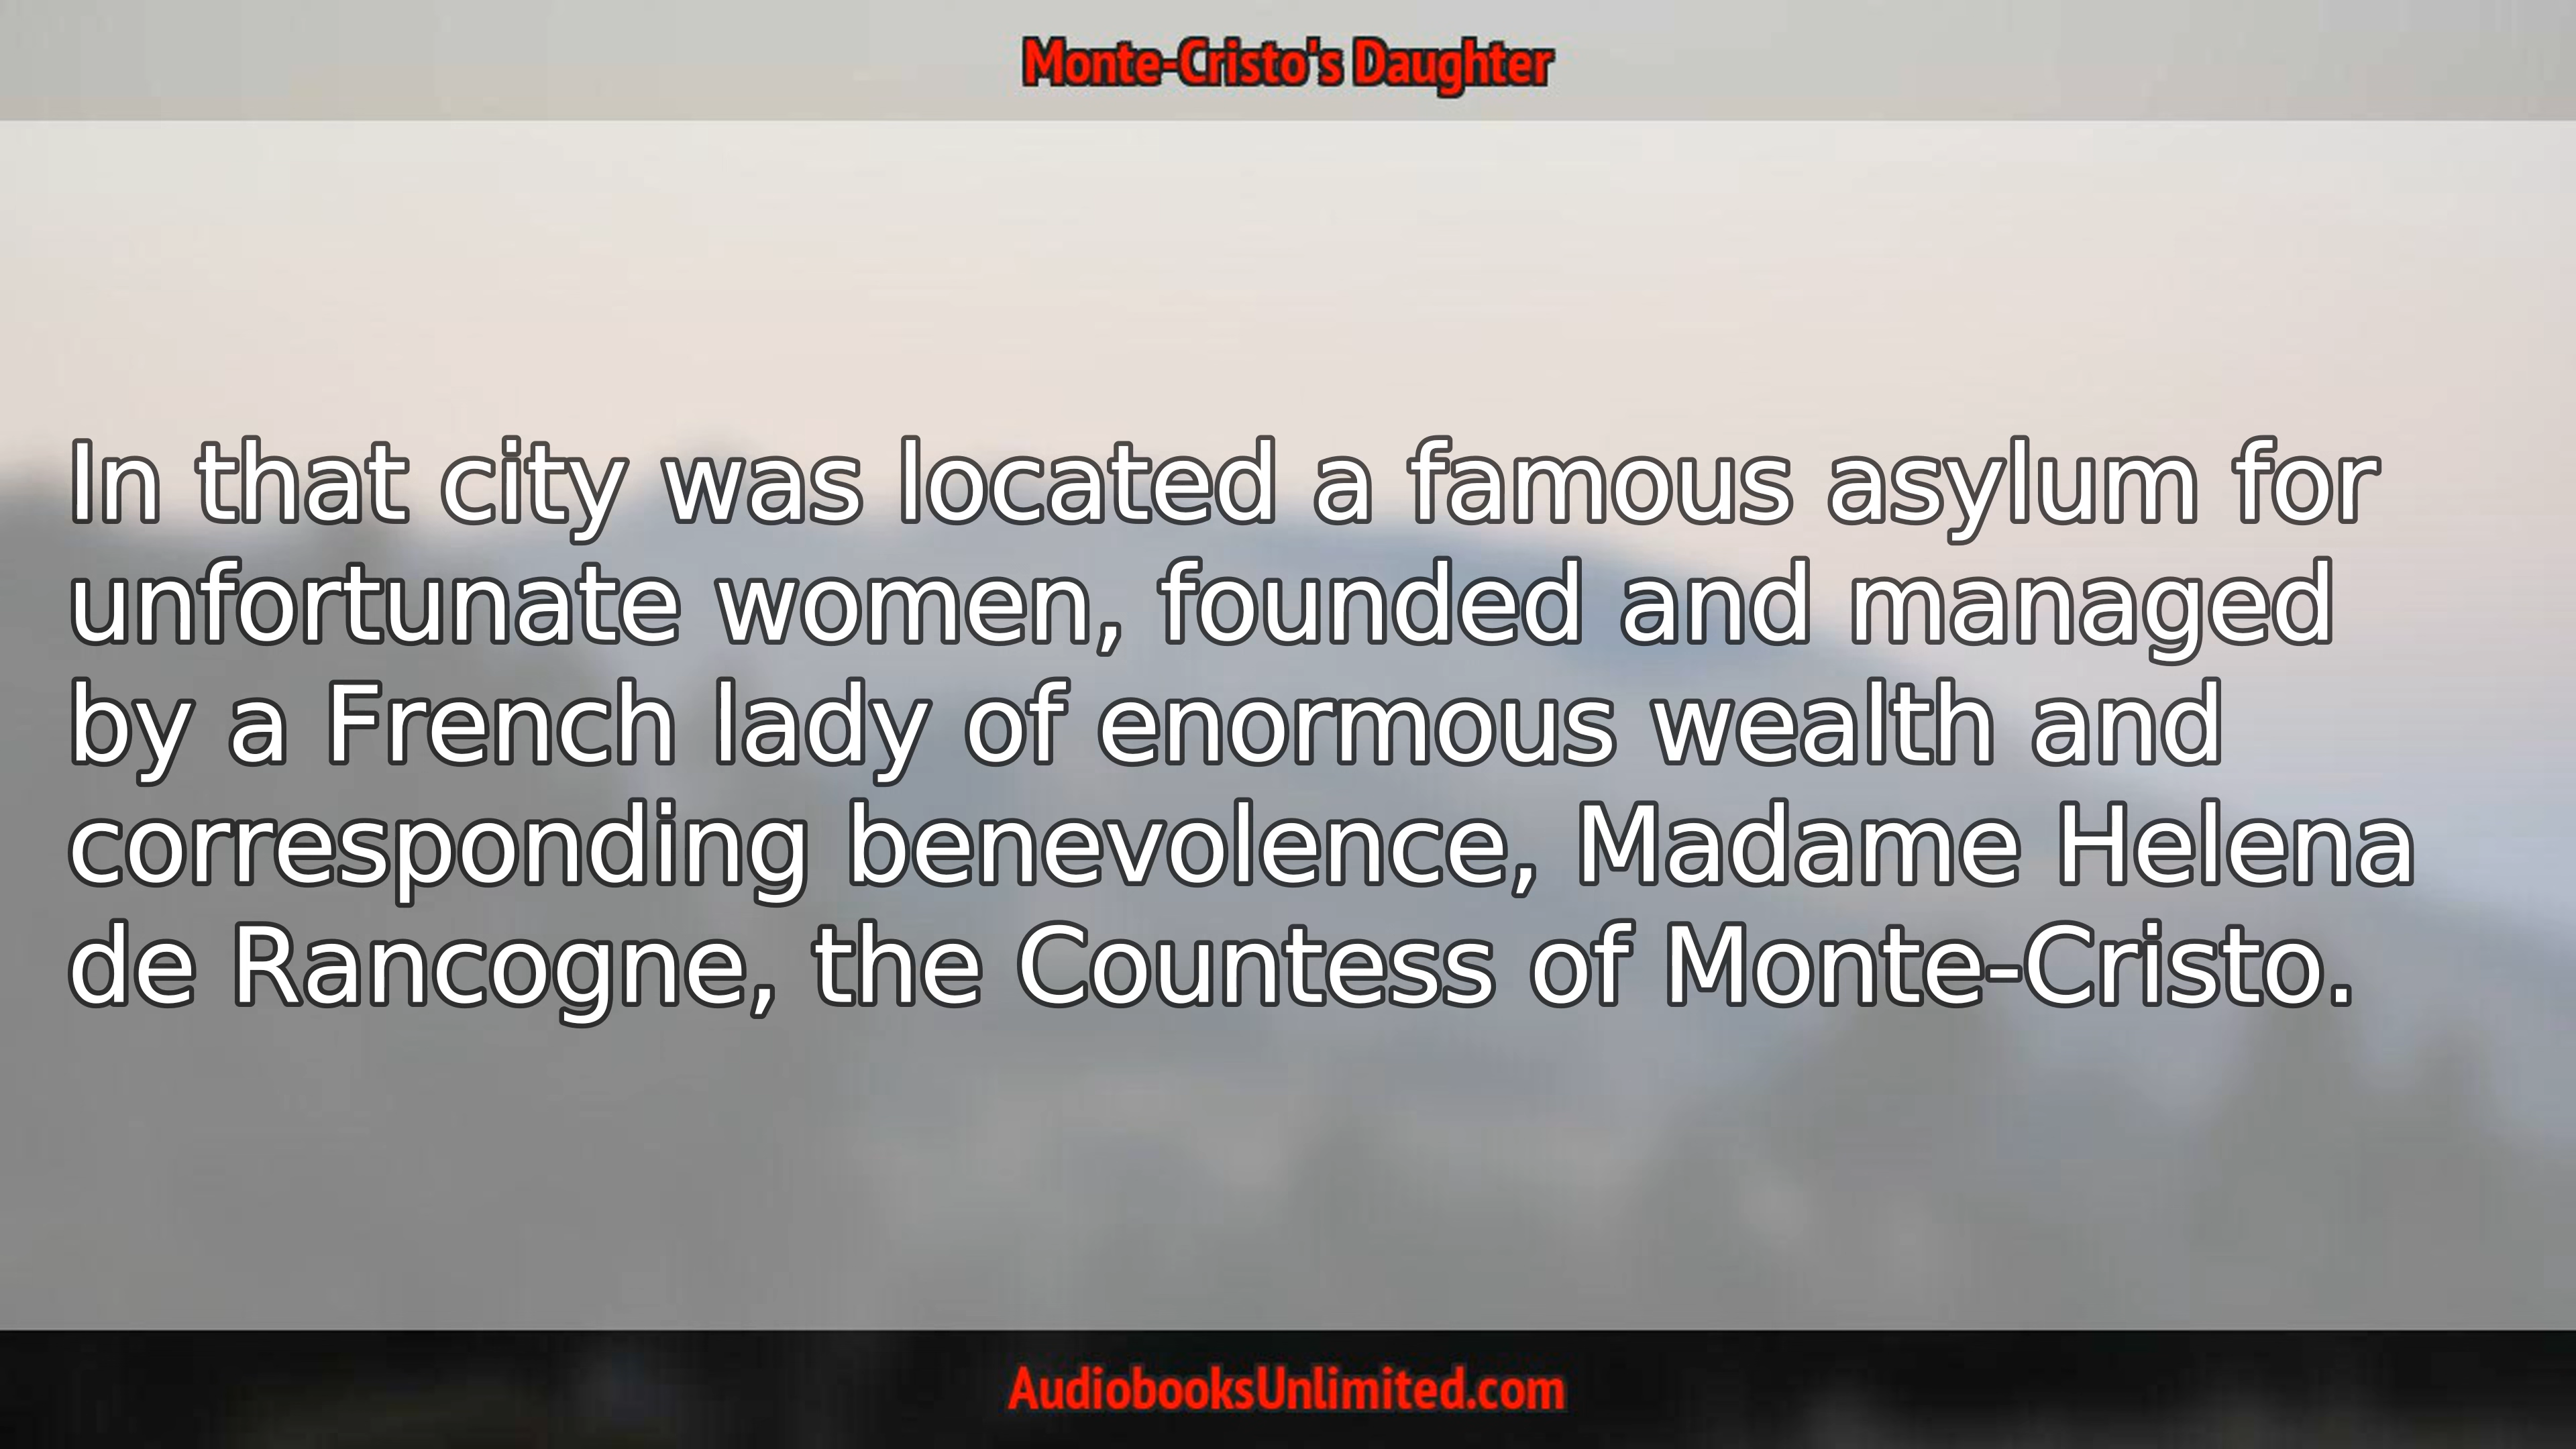 Monte-Cristo's Daughter
In that city was located a famous asylum for
unfortunate women, founded and managed
by a French lady of enormous wealth and
corresponding benevolence, Madame Helena
de Rancogne, the Countess of Monte-Cristo.
AudiobooksUnlimited.com